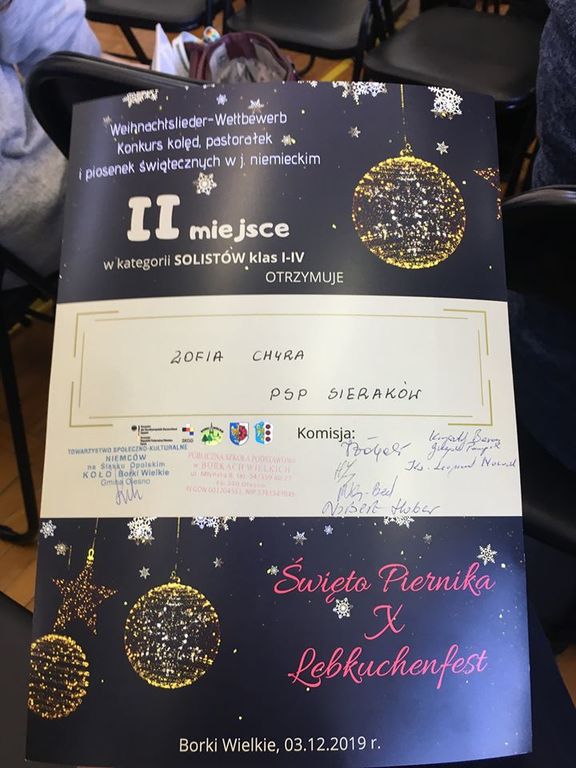 Weihnachtslieder-Wettbewerb
Konkurs kolęd, pastorałek
i piosenek świątecznych w j. niemieckim
II miejsce
w kategorii SOLISTÓW klas I-IV
OTRZYMUJE
ZOFIA CHYRA
PSP SIERAKÓW
Komisja:
TOWARZYSTWO SPOŁECZNO-KULTURALNE
NIEMCÓW
na Śląsku Opolskim
KOŁO Borki Wielkie
Gmina Olesno
PUBLICZNA SZKOŁA PODSTAWOWA
w BORKACH WIELKICH
Święto Piernika
X
Lebkuchenfest
Borki Wielkie, 03.12.2019 r.